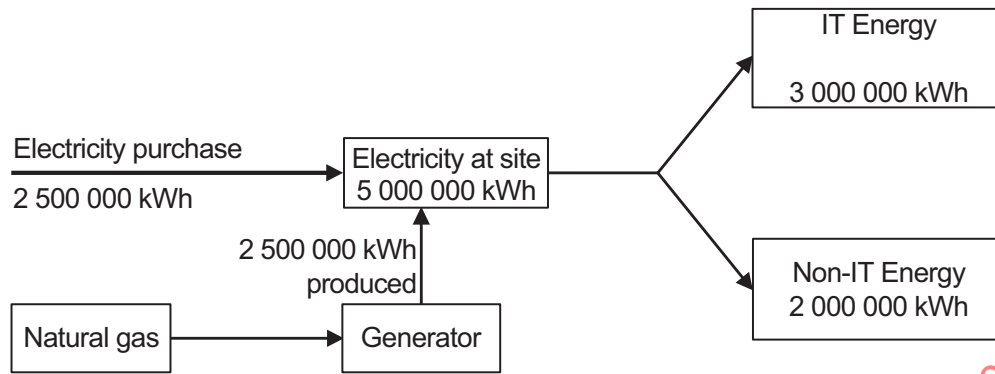 IT Energy
3 000 000 kWh
Electricity purchase
2 500 000 kWh
Electricity at site
5 000 000 kWh
2 500 000 kWh
produced
Natural gas
Generator
Non-IT Energy
2 000 000 kWh